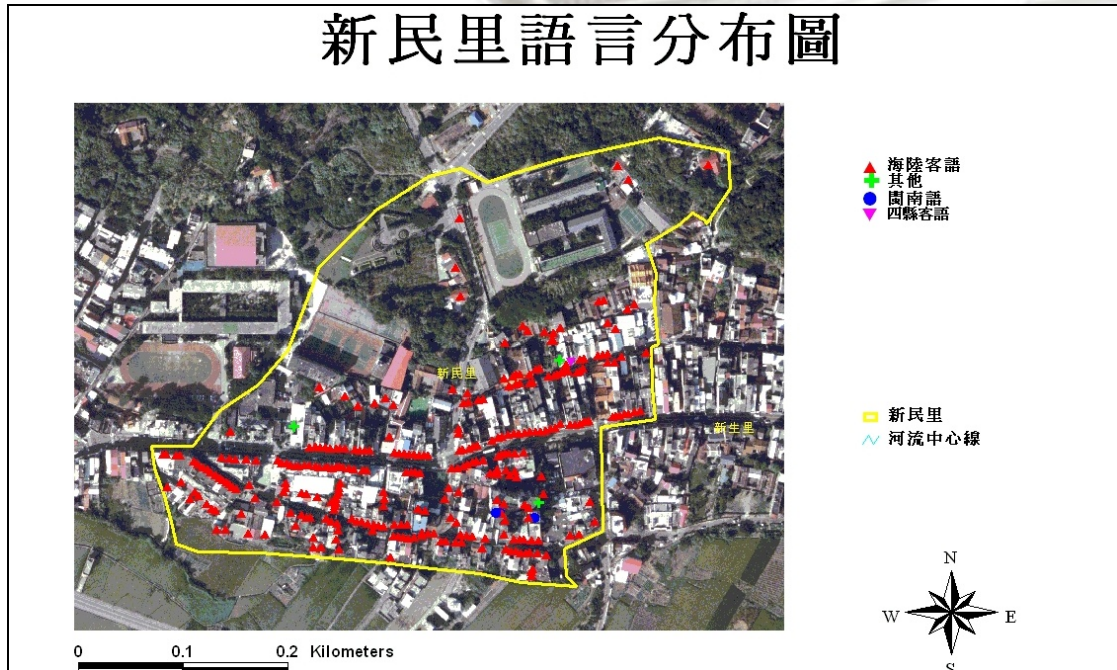 新民里語言分布圖
海陸客語
其他
閩南語
四縣客語
新民里
新生里
新民里
河流中心線
N
W
E
S
0 0.1 0.2 Kilometers